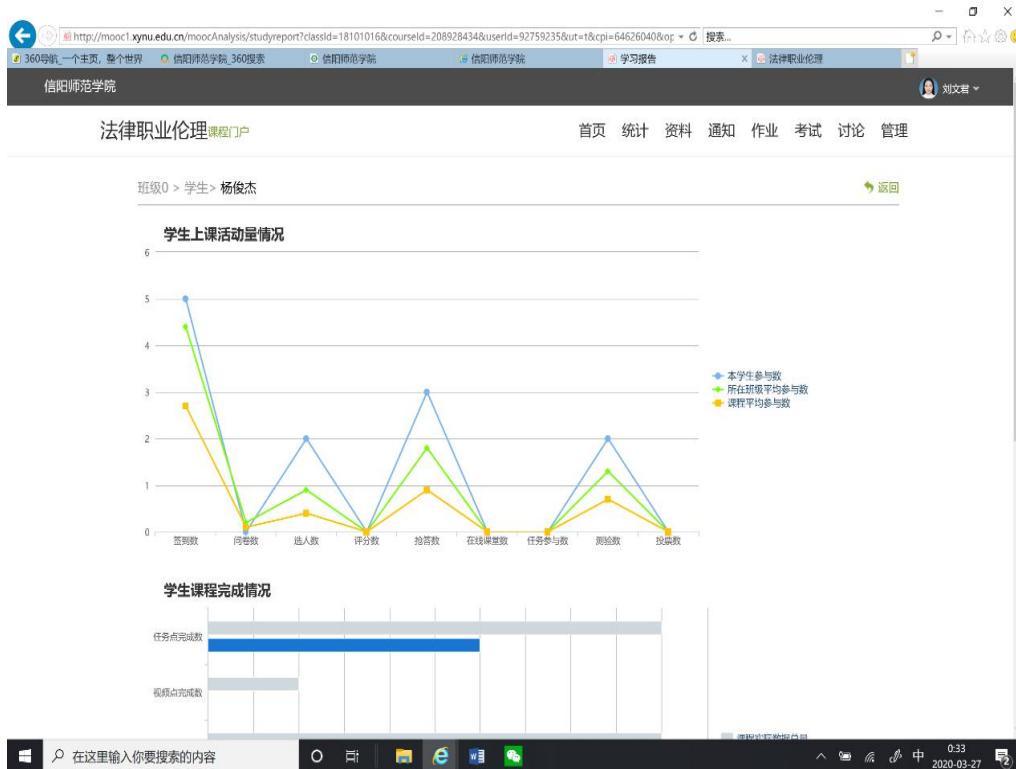 http://mooc1.xynu.edu.cn/moocAnalysis/studyreport?classId=18101016&courseId=208928434&userId=92759235&ut=t&cpi=64626040&op 搜索...
360导航_一个主页，整个世界 信阳师范学院_360搜索 信阳师范学院 信阳师范学院 学习报告 X 法律职业伦理
信阳师范学院 刘文君
法律职业伦理 课程门户 首页 统计 资料 通知 作业 考试 讨论 管理
班级0 > 学生> 杨俊杰 返回
学生上课活动量情况
6
5
4
3
2
1
0
本学生参与数
所在班级平均参与数
课程平均参与数
签到数 问卷数 选人数 评分数 抢答数 在线课堂数 任务参与数 测验数 投票数
学生课程完成情况
任务点完成数
视频点完成数
课程实际数据总量
在这里输入你要搜索的内容 中 0:33
2020-03-27